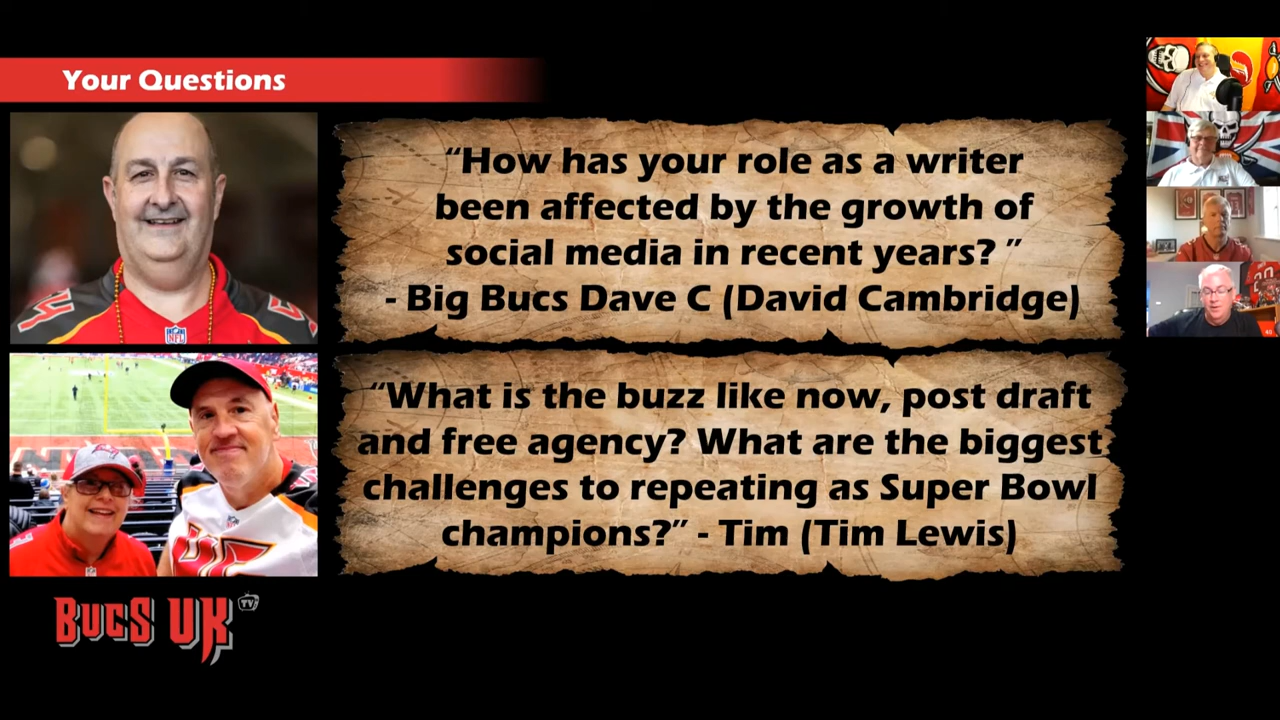 Your Questions
“How has your role as a writer
been affected by the growth of
social media in recent years? ”
- Big Bucs Dave C (David Cambridge)
“What is the buzz like now, post draft
and free agency? What are the biggest
challenges to repeating as Super Bowl
champions?” - Tim (Tim Lewis)
NFL
BUCS UK TV